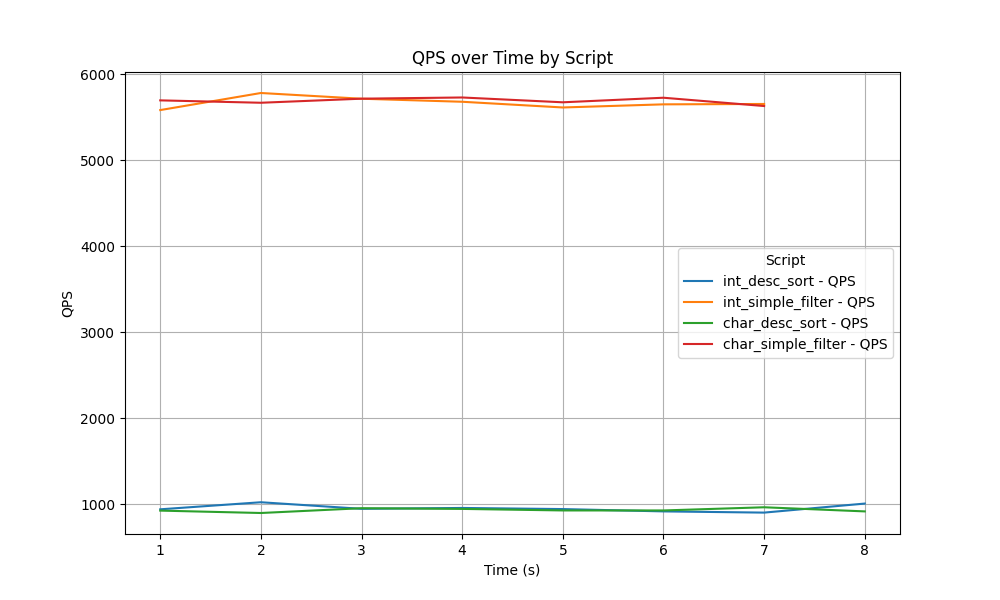 QPS over Time by Script
6000
5000
4000
3000
2000
1000
QPS
Script
int_desc_sort - QPS
int_simple_filter - QPS
char_desc_sort - QPS
char_simple_filter - QPS
1 2 3 4 5 6 7 8
Time (s)